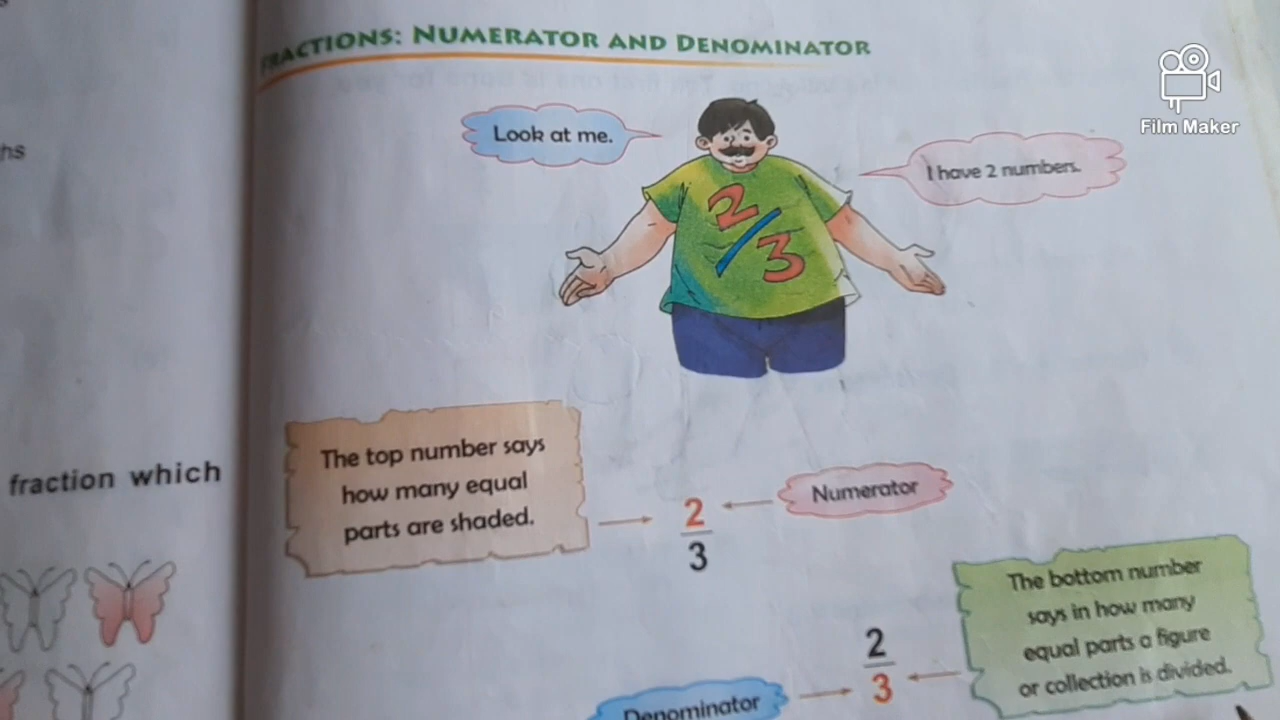 FRACTIONS: NUMERATOR AND DENOMINATOR
Look at me.
I have 2 numbers.
2/3
The top number says
how many equal
parts are shaded.
2
3
Numerator
The bottom number
says in how many
equal parts a figure
or collection is divided.
2
3
Denominator
hs
fraction which
Film Maker